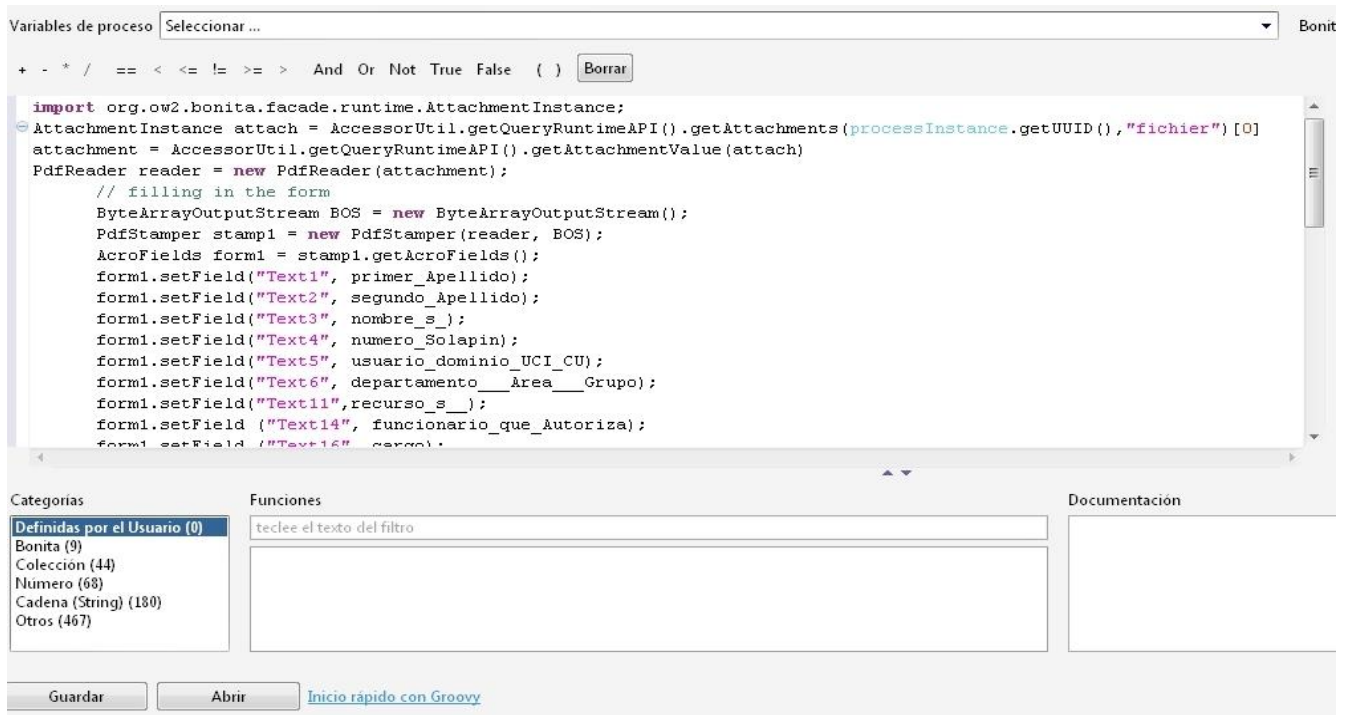 Variables de proceso Seleccionar ... Bonit
+ - * / == < <= != >= > And Or Not True False ( ) Borrar
import org.ow2.bonita.facade.runtime.AttachmentInstance;
AttachmentInstance attach = AccessorUtil.getQueryRuntimeAPI().getAttachments(processInstance.getUUID(),"fichier")[0]
attachment = AccessorUtil.getQueryRuntimeAPI().getAttachmentValue(attach)
PdfReader reader = new PdfReader(attachment);
// filling in the form
ByteArrayOutputStream BOS = new ByteArrayOutputStream();
PdfStamper stamp1 = new PdfStamper(reader, BOS);
AcroFields form1 = stamp1.getAcroFields();
form1.setField("Text1", primer_Apellido);
form1.setField("Text2", segundo_Apellido);
form1.setField("Text3", nombre_s_);
form1.setField("Text4", numero_Solapin);
form1.setField("Text5", usuario_dominio_UCI_CU);
form1.setField("Text6", departamento___Area___Grupo);
form1.setField("Text11",recurso_s__);
form1.setField ("Text14", funcionario_que_Autoriza);
form1.setField ("Text16", cargo);
Categorías Funciones Documentación
Definidas por el Usuario (0) teclee el texto del filtro
Bonita (9)
Colección (44)
Número (68)
Cadena (String) (180)
Otros (467)
Guardar Abrir Inicio rápido con Groovy